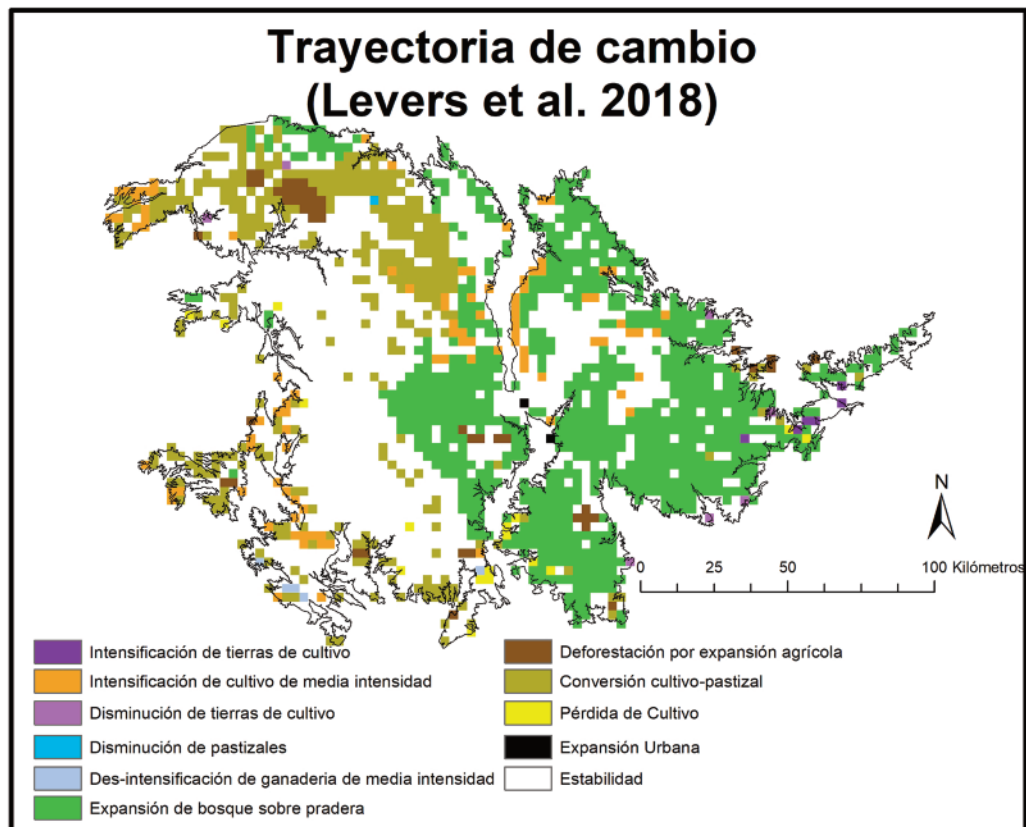 Trayectoria de cambio
(Levers et al. 2018)
N
0 25 50 100 Kilómetros
Intensificación de tierras de cultivo
Intensificación de cultivo de media intensidad
Disminución de tierras de cultivo
Disminución de pastizales
Des-intensificación de ganaderia de media intensidad
Expansión de bosque sobre pradera
Deforestación por expansión agrícola
Conversión cultivo-pastizal
Pérdida de Cultivo
Expansión Urbana
Estabilidad